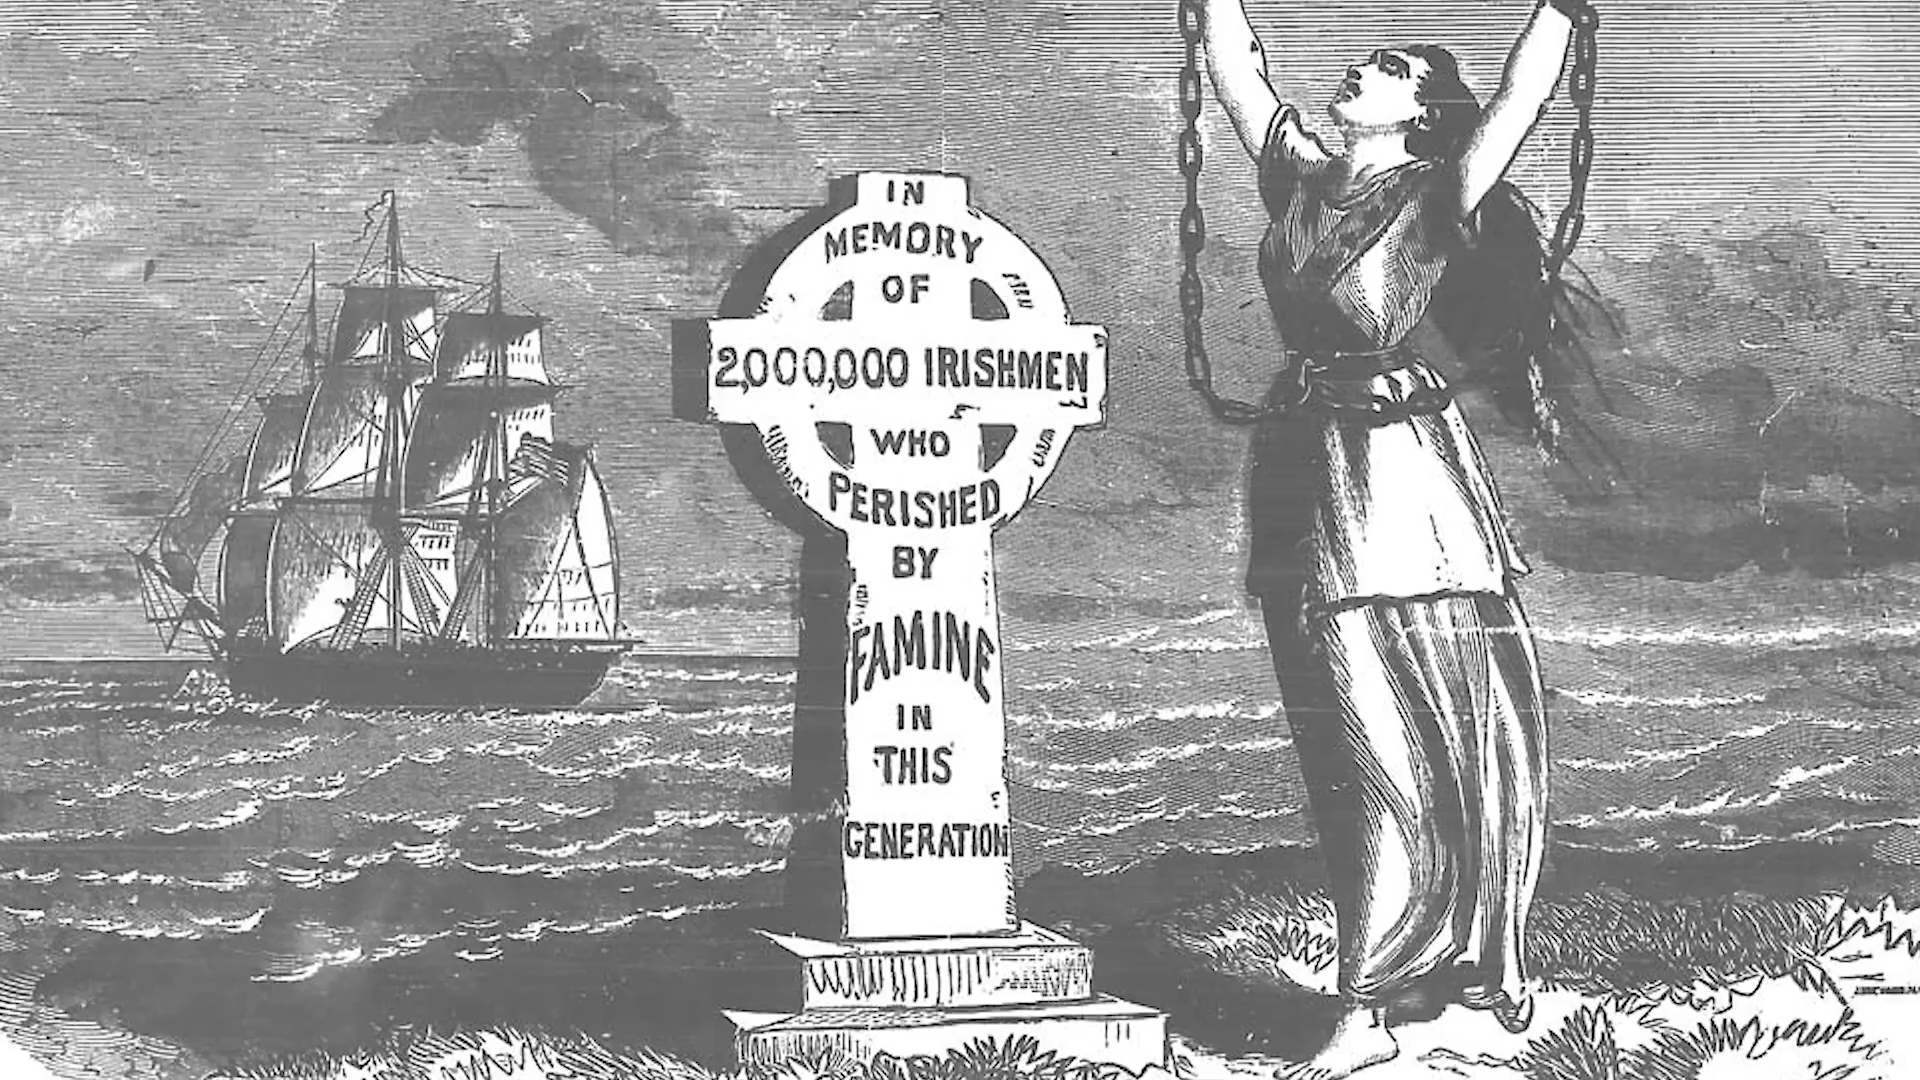 IN
MEMORY
OF
2,000,000 IRISHMEN
WHO
PERISHED
BY
FAMINE
IN
THIS
GENERATION